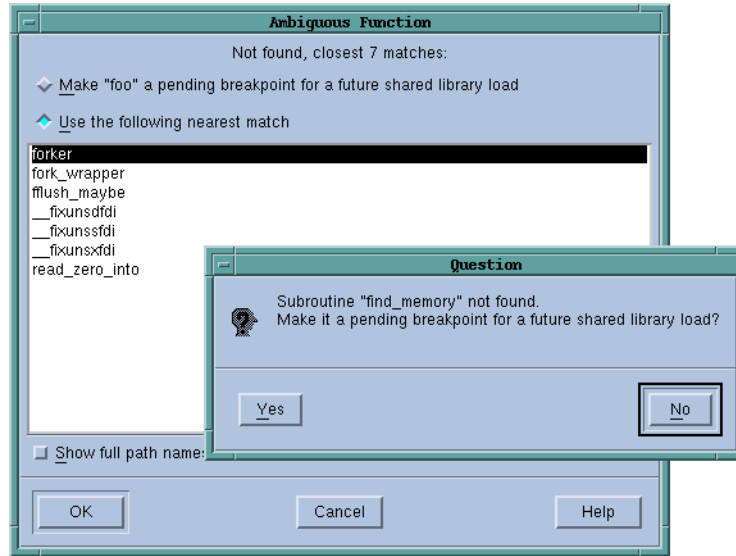 Ambiguous Function
Not found, closest 7 matches:
Make "foo" a pending breakpoint for a future shared library load
Use the following nearest match
forker
fork_wrapper
fflush_maybe
__fixunsdfdi
__fixunssfdi
__fixunsxfdi
read_zero_into
Question
Subroutine "find_memory" not found.
Make it a pending breakpoint for a future shared library load?
Yes
No
Show full path name
OK
Cancel
Help